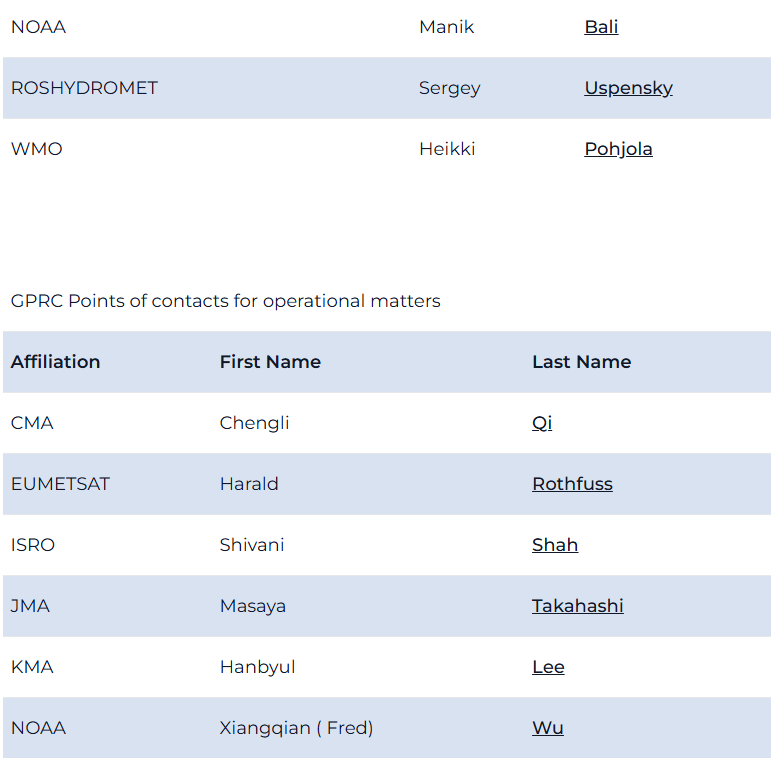 NOAA Manik Bali
ROSHYDROMET Sergey Uspensky
WMO Heikki Pohjola
GPRC Points of contacts for operational matters
Affiliation First Name Last Name
CMA Chengli Qi
EUMETSAT Harald Rothfuss
ISRO Shivani Shah
JMA Masaya Takahashi
KMA Hanbyul Lee
NOAA Xiangqian ( Fred) Wu